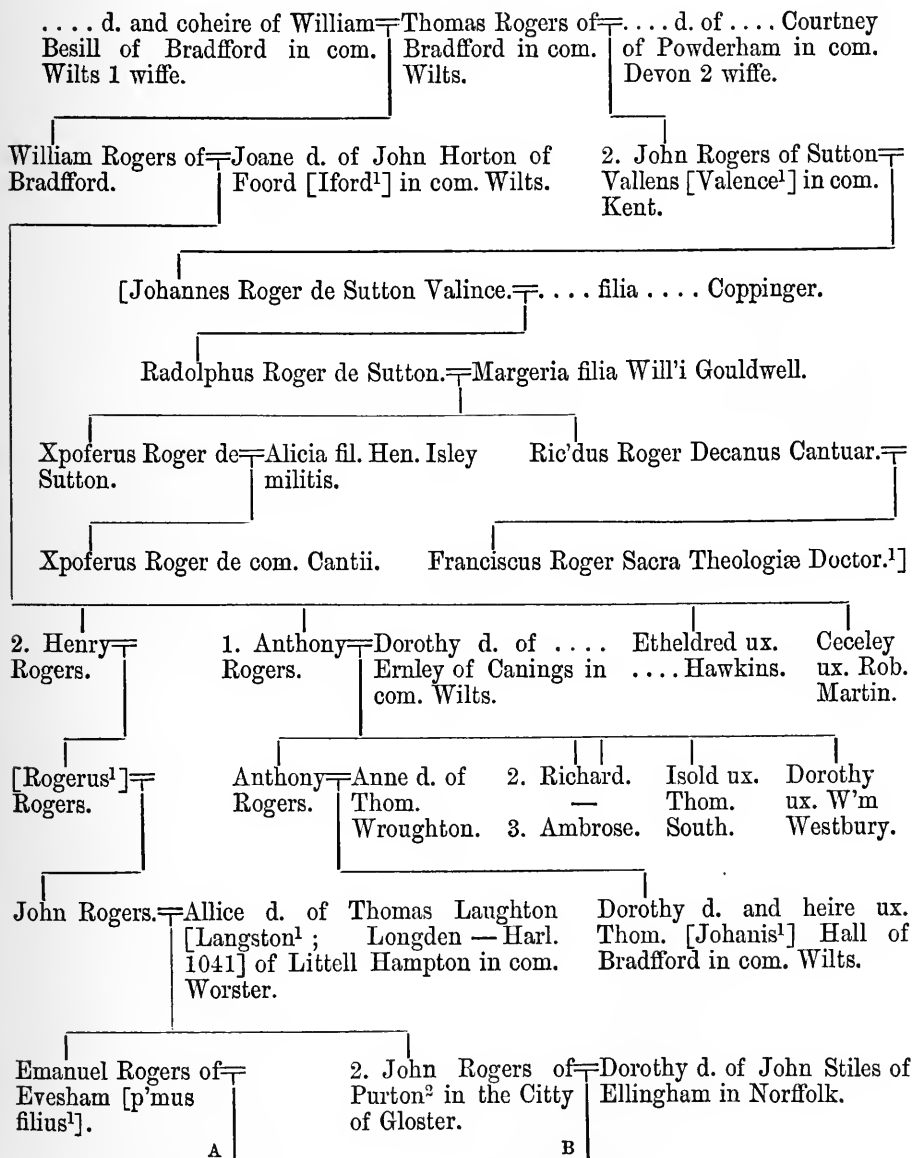 . . . . d. and coheire of William╤Thomas Rogers of╤. . . . d. of . . . . Courtney
Besill of Bradfford in com. Bradfford in com. of Powderham in com.
Wilts 1 wiffe. Wilts. Devon 2 wiffe.
William Rogers of╤Joane d. of John Horton of 2. John Rogers of Sutton╤
Bradfford. Foord [Iford¹] in com. Wilts. Vallens [Valence¹] in com.
Kent.
[Johannes Roger de Sutton Valince.╤. . . . filia . . . . Coppinger.
Radolphus Roger de Sutton.╤Margeria filia Will'i Gouldwell.
Xpoferus Roger de╤Alicia fil. Hen. Isley Ric'dus Roger Decanus Cantuar.╤
Sutton. militis.
Xpoferus Roger de com. Cantii. Franciscus Roger Sacra Theologiæ Doctor.¹]
2. Henry╤ 1. Anthony╤Dorothy d. of . . . . Etheldred ux. Ceceley
Rogers. Rogers. Ernley of Canings in . . . . Hawkins. ux. Rob.
com. Wilts. Martin.
[Rogerus¹]╤ Anthony╤Anne d. of 2. Richard. Isold ux. Dorothy
Rogers. Rogers. Thom. — Thom. ux. W'm
Wroughton. 3. Ambrose. South. Westbury.
John Rogers.╤Allice d. of Thomas Laughton Dorothy d. and heire ux.
[Langston¹ ; Longden — Harl. Thom. [Johanis¹] Hall of
1041] of Littell Hampton in com. Bradfford in com. Wilts.
Worster.
Emanuel Rogers of╤ 2. John Rogers of╤Dorothy d. of John Stiles of
Evesham [p'mus Purton² in the Citty Ellingham in Norffolk.
filius¹]. of Gloster.
A B